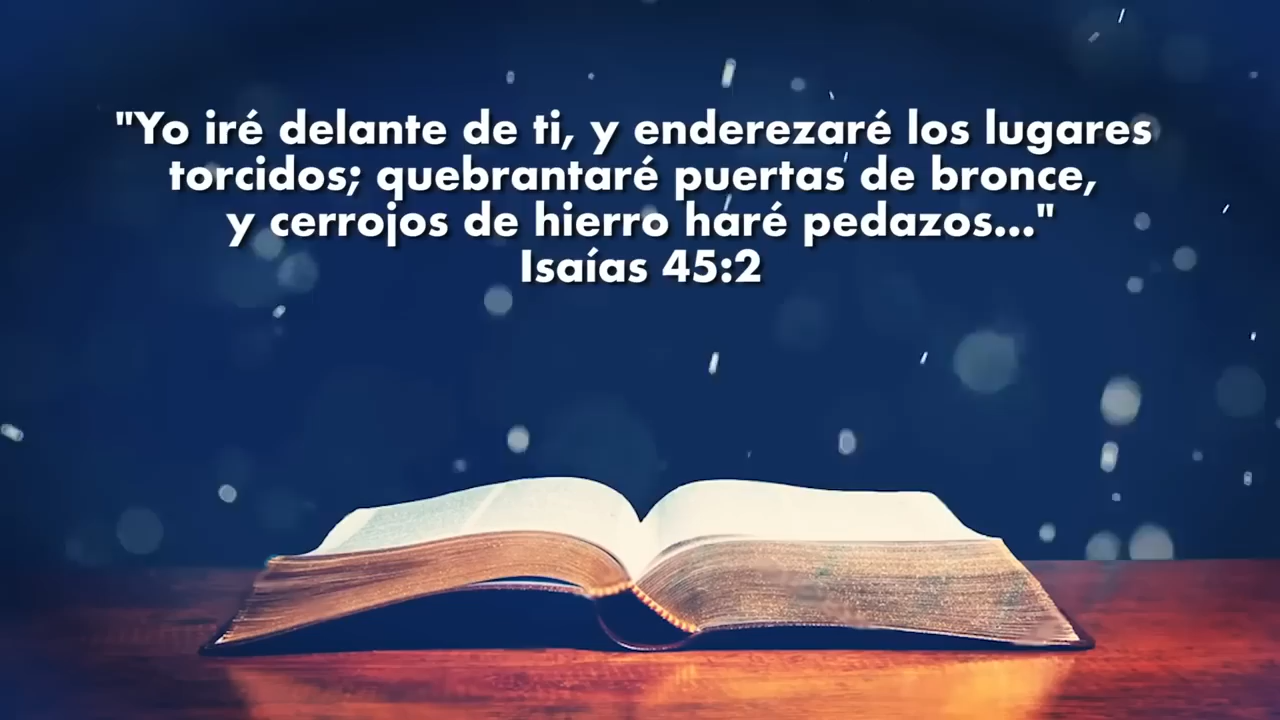 "Yo iré delante de ti, y enderezaré los lugares
torcidos; quebrantaré puertas de bronce,
y cerrojos de hierro haré pedazos..."
Isaías 45:2